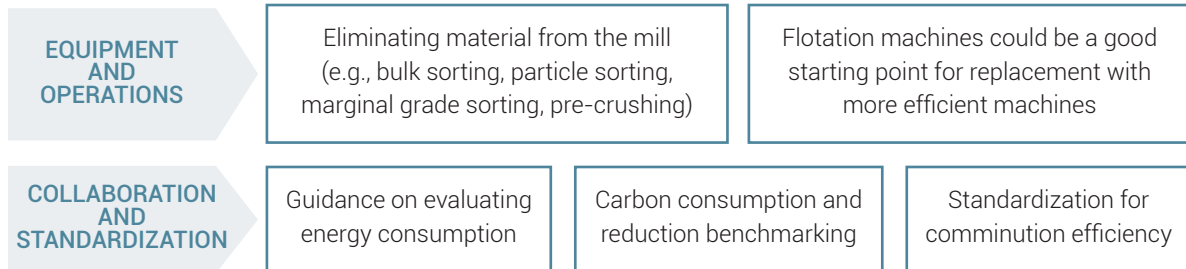 EQUIPMENT
AND
OPERATIONS
Eliminating material from the mill
(e.g., bulk sorting, particle sorting,
marginal grade sorting, pre-crushing)
Flotation machines could be a good
starting point for replacement with
more efficient machines
COLLABORATION
AND
STANDARDIZATION
Guidance on evaluating
energy consumption
Carbon consumption and
reduction benchmarking
Standardization for
comminution efficiency